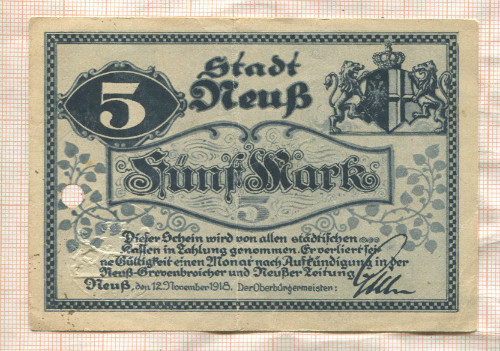 5
Stadt
Neuß
Fünf Mark
5
Dieser Schein wird von allen städtischen
Kassen in Zahlung genommen. Er verliert sei-
ne Gültigkeit einen Monat nach Aufkündigung in der
Neuß-Grevenbroicher und Neußer Zeitung.
Neuß, den 12. November 1918. Der Oberbürgermeister: